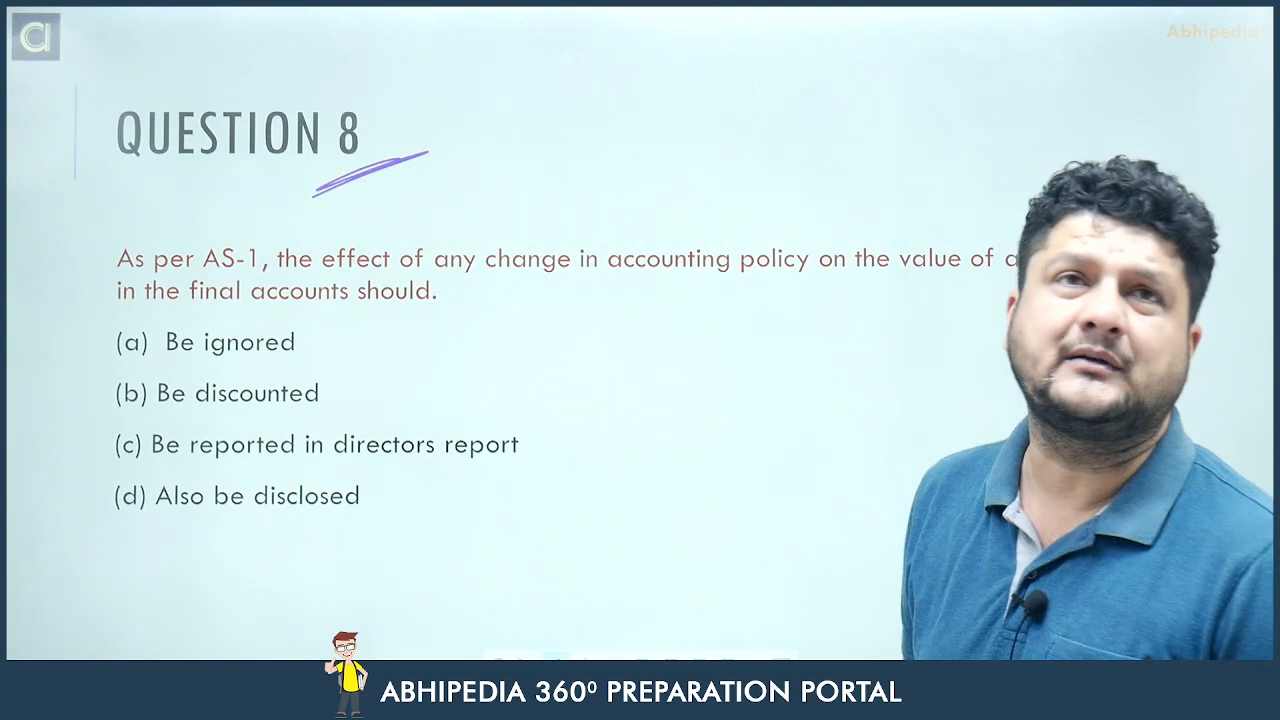 Abhipedia
QUESTION 8
As per AS-1, the effect of any change in accounting policy on the value of
in the final accounts should.
(a) Be ignored
(b) Be discounted
(c) Be reported in directors report
(d) Also be disclosed
ABHIPEDIA 360⁰ PREPARATION PORTAL